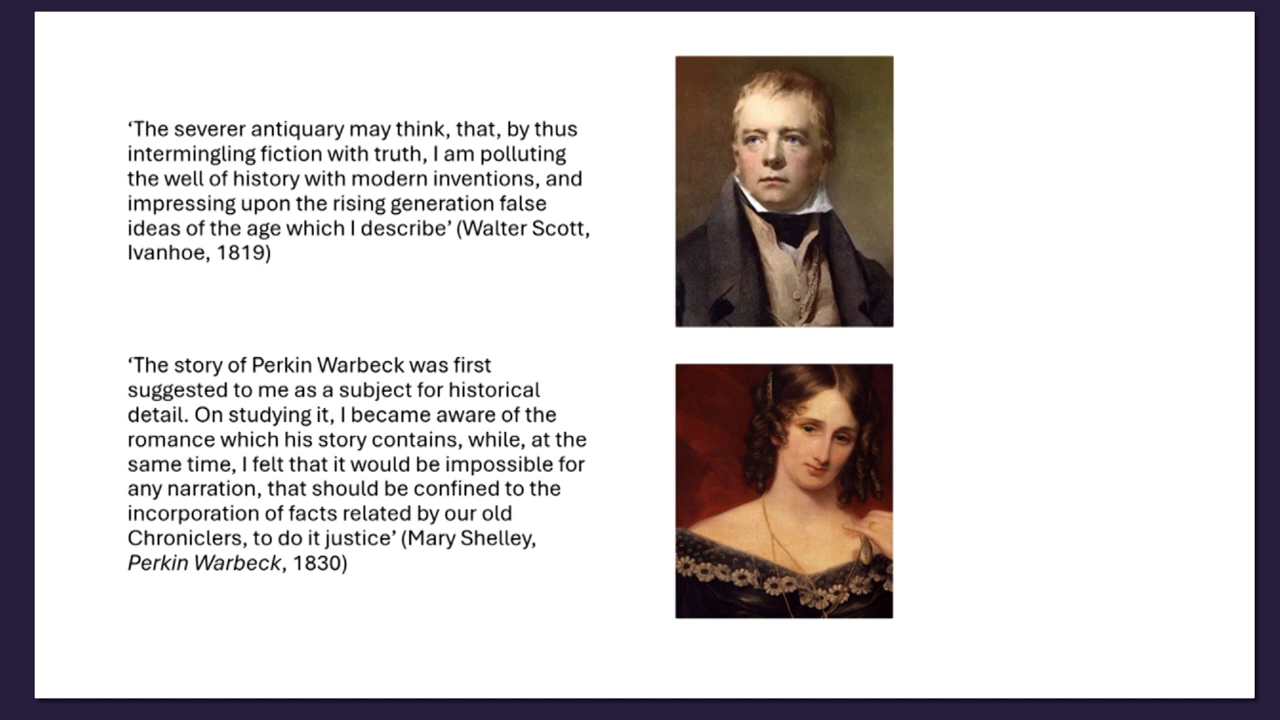 ‘The severer antiquary may think, that, by thus
intermingling fiction with truth, I am polluting
the well of history with modern inventions, and
impressing upon the rising generation false
ideas of the age which I describe’ (Walter Scott,
Ivanhoe, 1819)
‘The story of Perkin Warbeck was first
suggested to me as a subject for historical
detail. On studying it, I became aware of the
romance which his story contains, while, at the
same time, I felt that it would be impossible for
any narration, that should be confined to the
incorporation of facts related by our old
Chroniclers, to do it justice’ (Mary Shelley,
Perkin Warbeck, 1830)